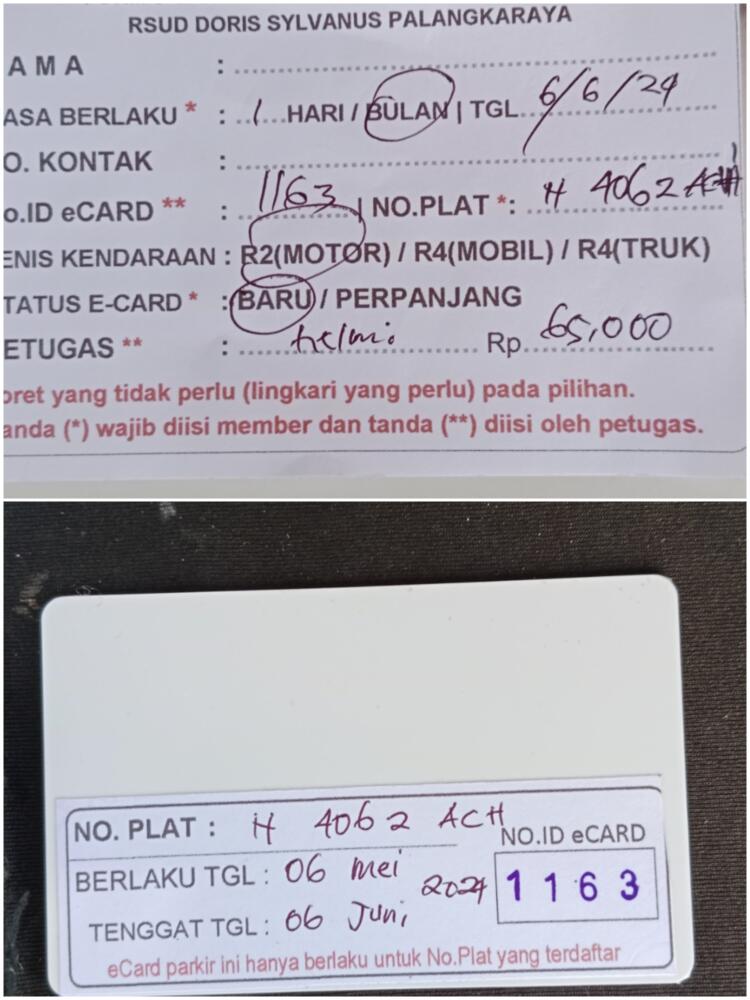 RSUD DORIS SYLVANUS PALANGKARAYA
AMA :
ASA BERLAKU * : 1 HARI / BULAN | TGL 6/6/24
O. KONTAK :
o.ID eCARD ** : 1163 | NO.PLAT *: H 4062 ACH
ENIS KENDARAAN : R2(MOTOR) / R4(MOBIL) / R4(TRUK)
TATUS E-CARD * : BARU / PERPANJANG
ETUGAS ** : helmi Rp 65,000
oret yang tidak perlu (lingkari yang perlu) pada pilihan.
anda (*) wajib diisi member dan tanda (**) diisi oleh petugas.
NO. PLAT : H 4062 ACH
NO.ID eCARD
BERLAKU TGL : 06 Mei 2024
1163
TENGGAT TGL : 06 Juni
eCard parkir ini hanya berlaku untuk No.Plat yang terdaftar